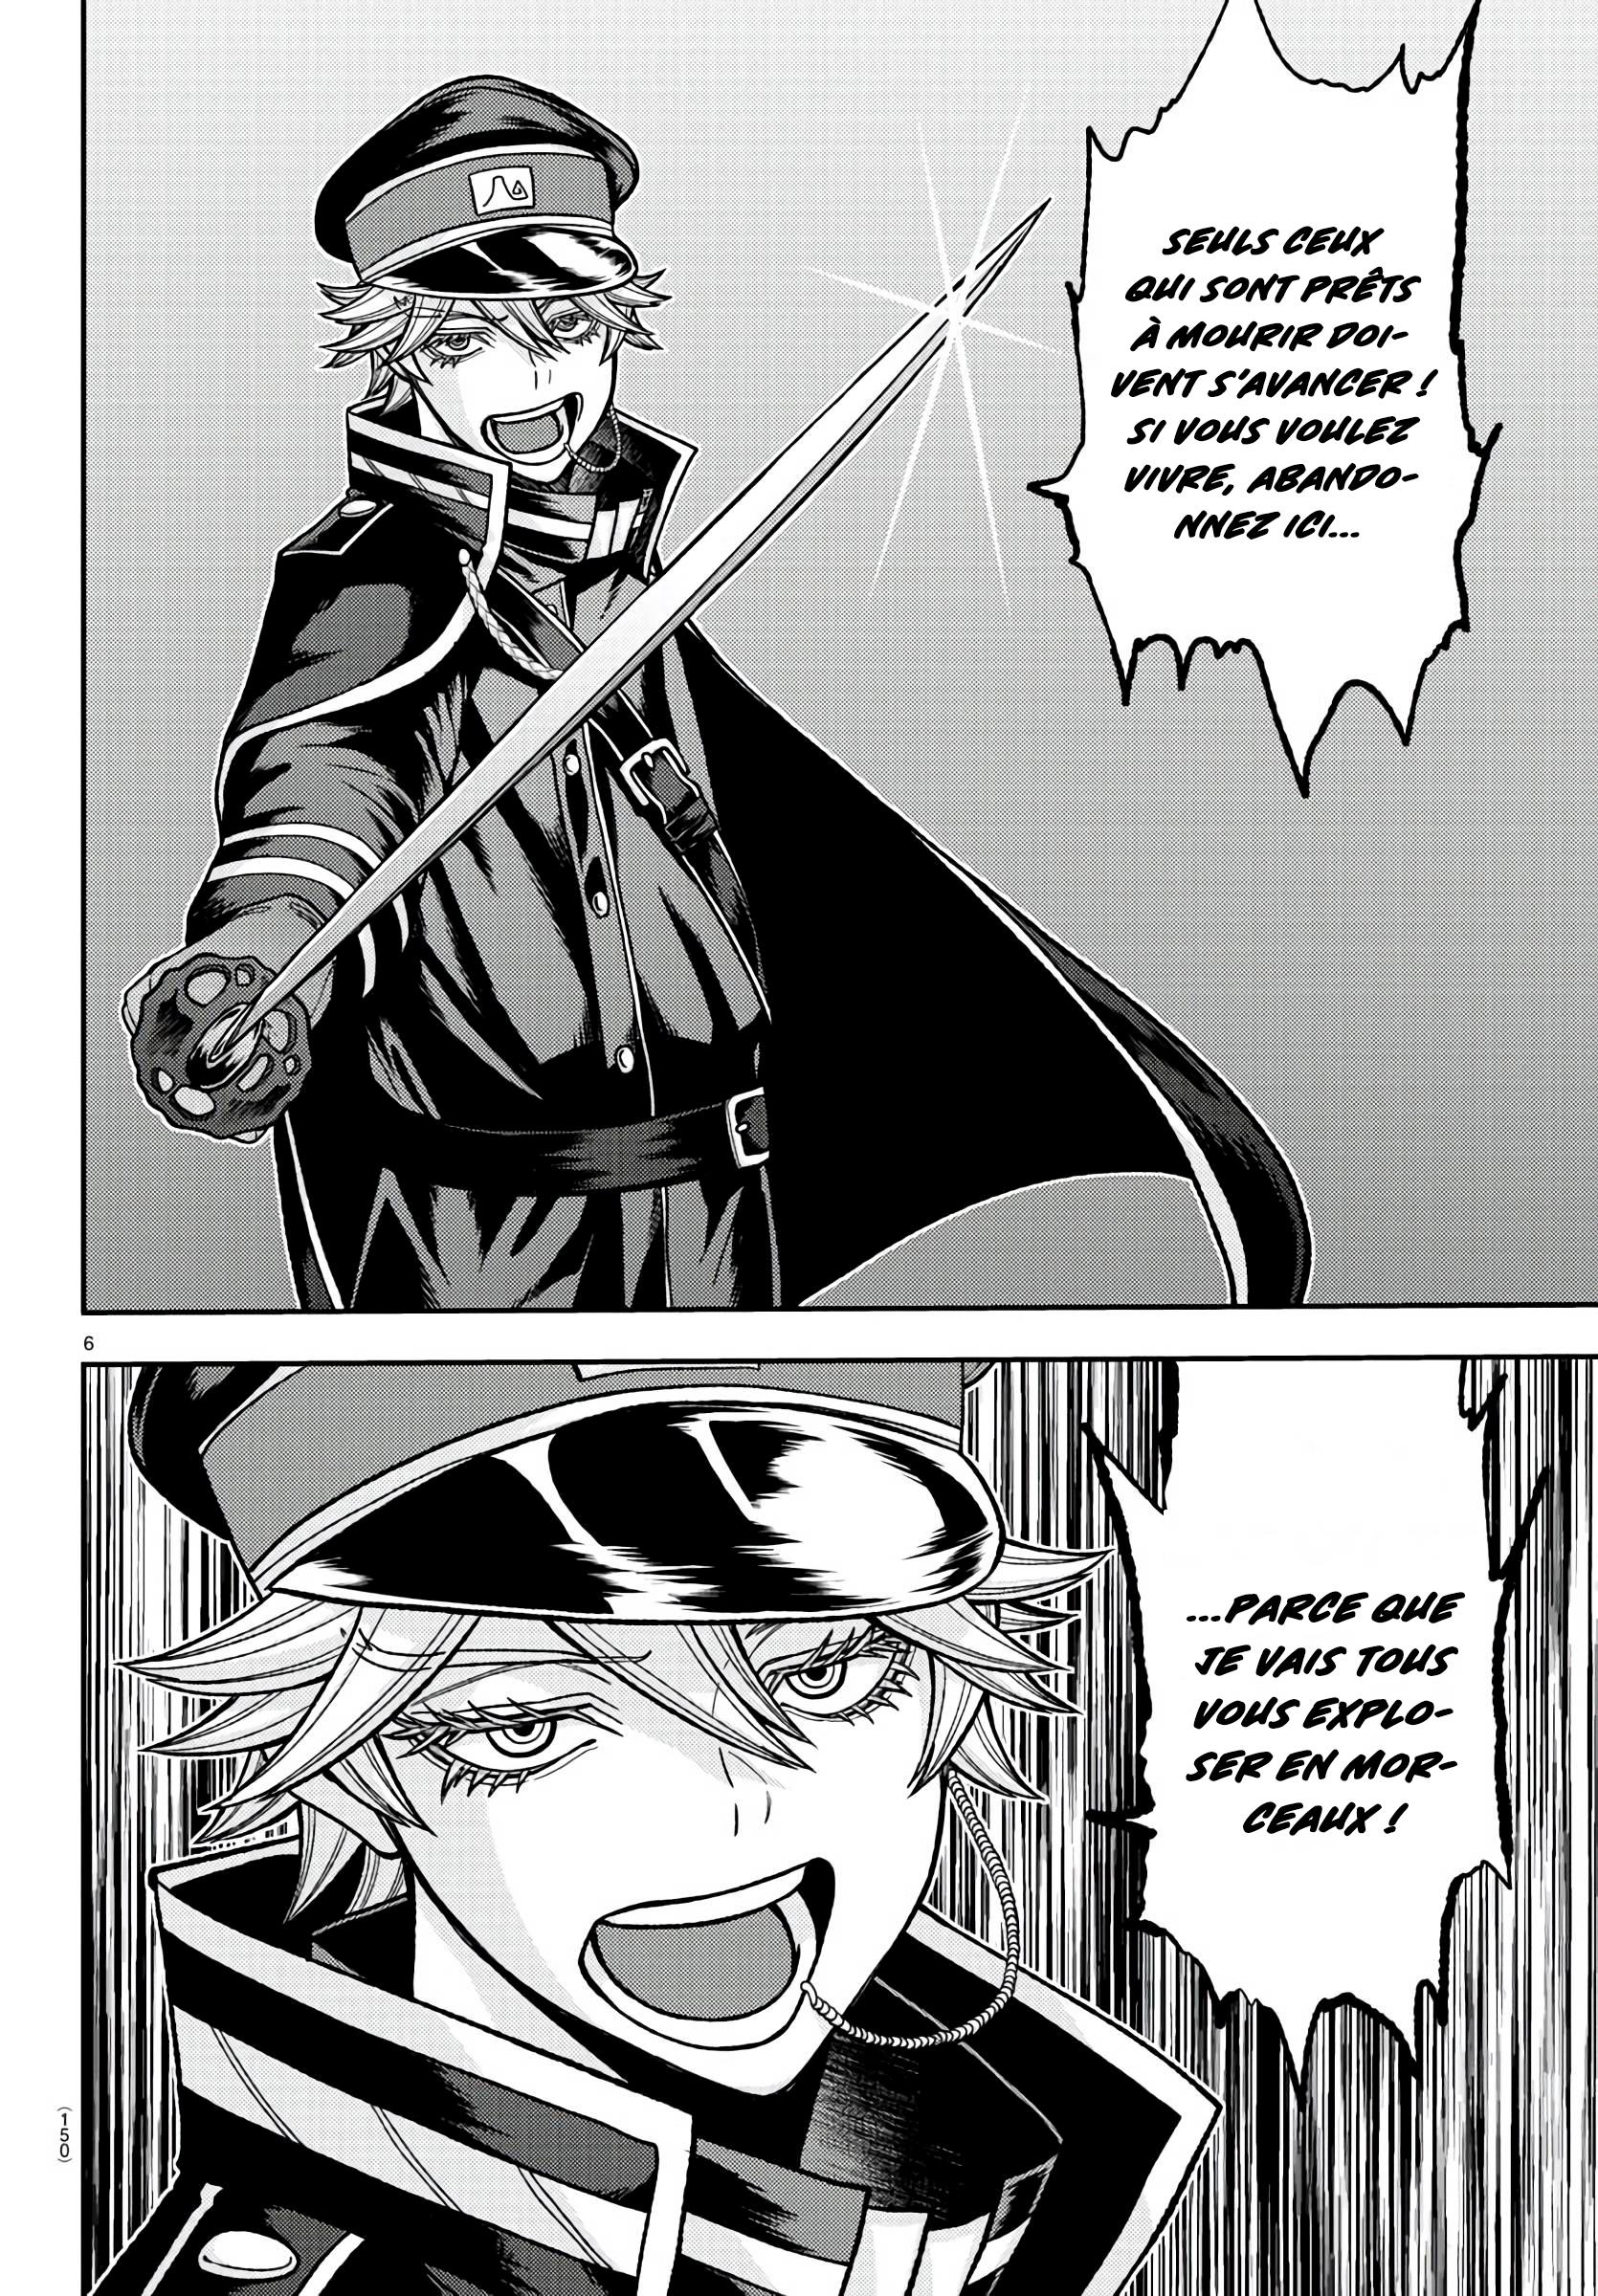 SEULS CEUX
QUI SONT PRÊTS
À MOURIR DOI-
VENT S'AVANCER !
SI VOUS VOULEZ
VIVRE, ABANDO-
NNEZ ICI...
6
...PARCE QUE
JE VAIS TOUS
VOUS EXPLO-
SER EN MOR-
CEAUX !
(150)